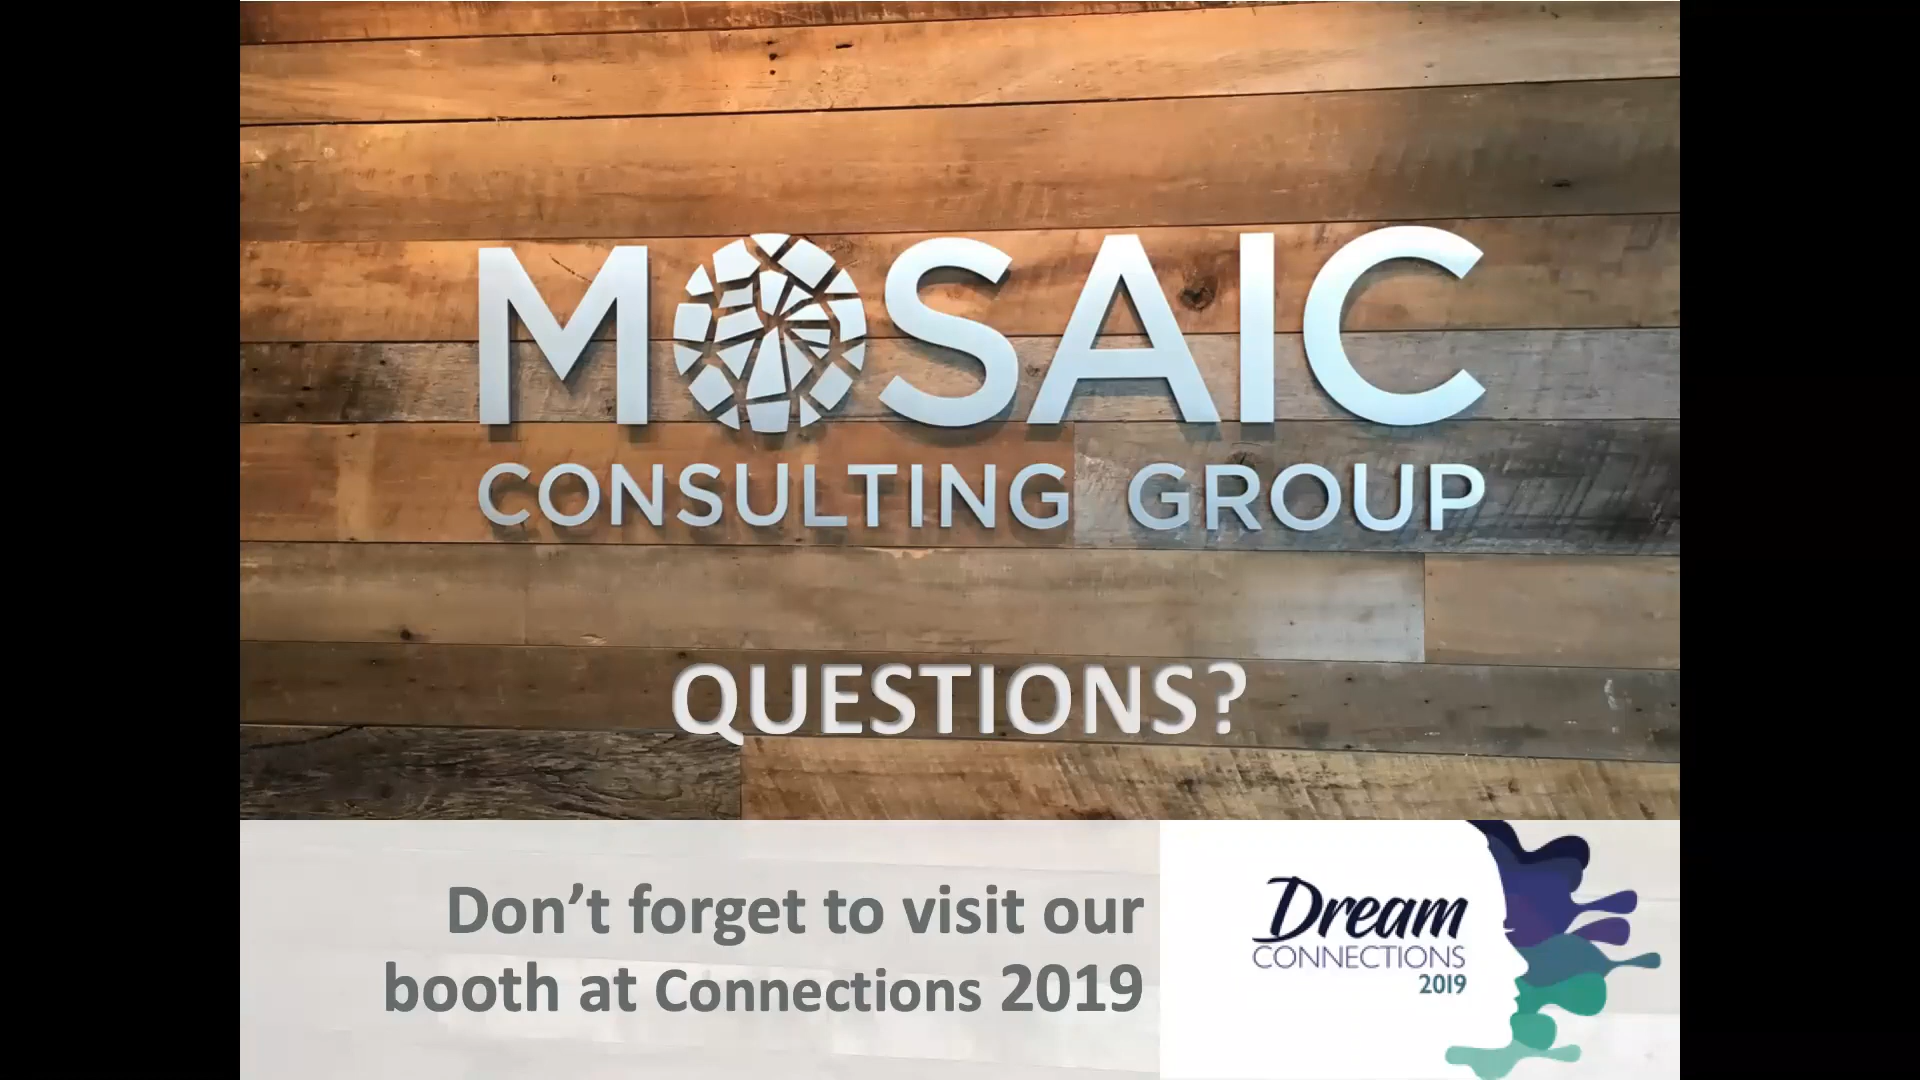 MOSAIC
CONSULTING GROUP
QUESTIONS?
Don’t forget to visit our
booth at Connections 2019
Dream
CONNECTIONS
2019